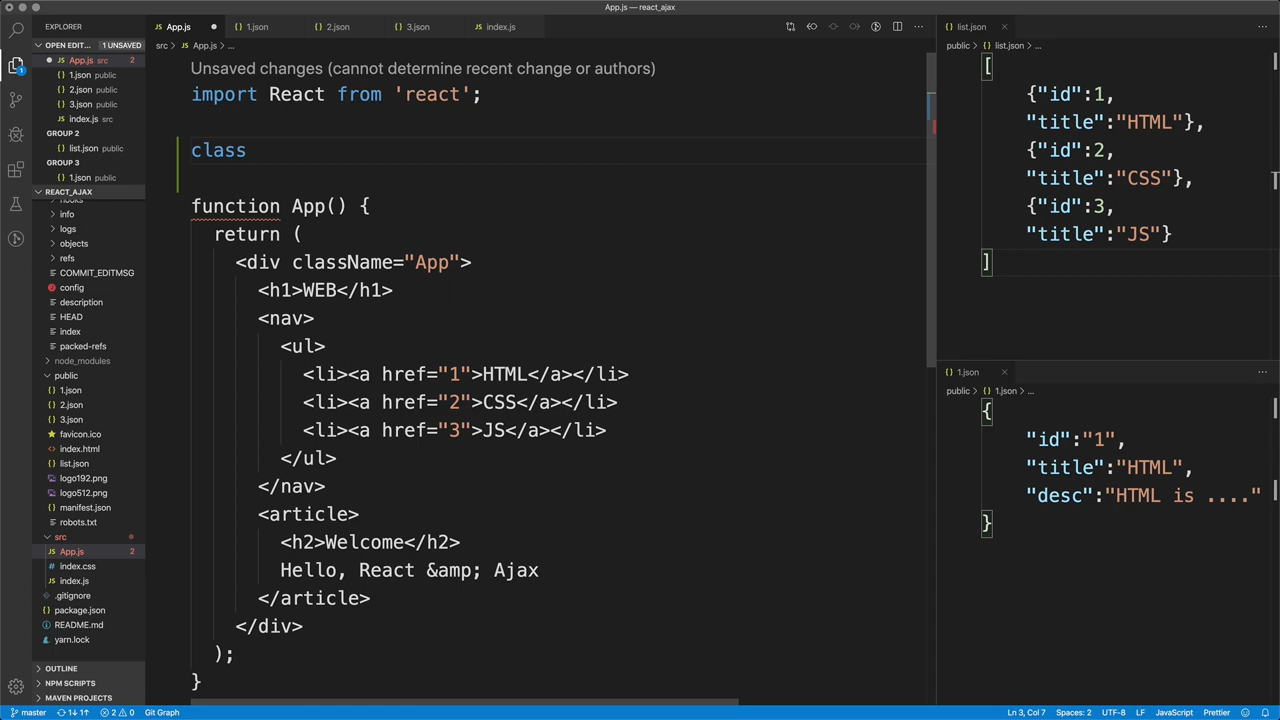 App.js — react_ajax
EXPLORER
OPEN EDIT... 1 UNSAVED
App.js src 2
1.json public
2.json public
3.json public
index.js src
GROUP 2
list.json public
GROUP 3
1.json public
REACT_AJAX
hooks
info
logs
objects
refs
COMMIT_EDITMSG
config
description
HEAD
index
packed-refs
node_modules
public
1.json
2.json
3.json
favicon.ico
index.html
list.json
logo192.png
logo512.png
manifest.json
robots.txt
src
App.js 2
index.css
index.js
.gitignore
package.json
README.md
yarn.lock
OUTLINE
NPM SCRIPTS
MAVEN PROJECTS
App.js 1.json 2.json 3.json index.js
src > App.js > ...
Unsaved changes (cannot determine recent change or authors)
import React from 'react';
class
function App() {
return (
<div className="App">
<h1>WEB</h1>
<nav>
<ul>
<li><a href="1">HTML</a></li>
<li><a href="2">CSS</a></li>
<li><a href="3">JS</a></li>
</ul>
</nav>
<article>
<h2>Welcome</h2>
Hello, React &amp; Ajax
</article>
</div>
);
}
list.json
public > list.json > ...
[
{"id":1,
"title":"HTML"},
{"id":2,
"title":"CSS"},
{"id":3,
"title":"JS"}
]
1.json
public > 1.json > ...
{
"id":"1",
"title":"HTML",
"desc":"HTML is ...."
}
master 1↓ 1↑ 2 0 Git Graph
Ln 3, Col 7 Spaces: 2 UTF-8 LF JavaScript Prettier